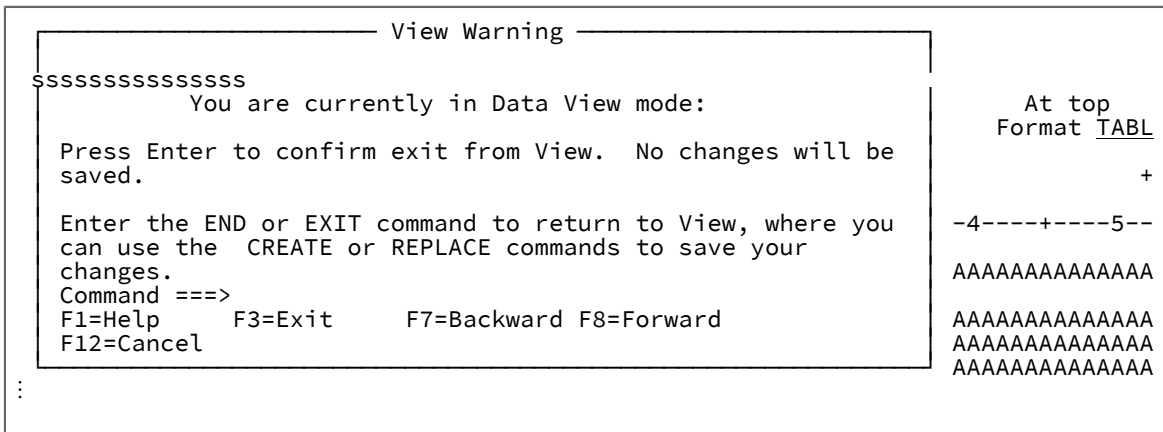 View Warning
sssssssssssssss
You are currently in Data View mode: At top
Format TABL
Press Enter to confirm exit from View.  No changes will be
saved. +
Enter the END or EXIT command to return to View, where you -4----+----5--
can use the  CREATE or REPLACE commands to save your
changes. AAAAAAAAAAAAAA
Command ===>
F1=Help F3=Exit F7=Backward F8=Forward AAAAAAAAAAAAAA
F12=Cancel AAAAAAAAAAAAAA
AAAAAAAAAAAAAA
⋮